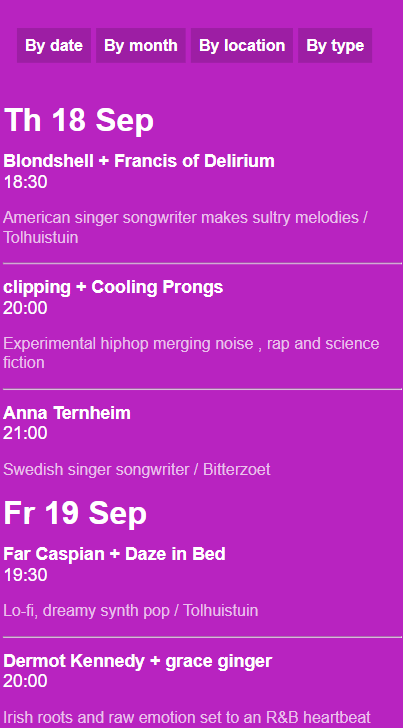 By date By month By location By type
Th 18 Sep
Blondshell + Francis of Delirium
18:30
American singer songwriter makes sultry melodies /
Tolhuistuin
clipping + Cooling Prongs
20:00
Experimental hiphop merging noise , rap and science
fiction
Anna Ternheim
21:00
Swedish singer songwriter / Bitterzoet
Fr 19 Sep
Far Caspian + Daze in Bed
19:30
Lo-fi, dreamy synth pop / Tolhuistuin
Dermot Kennedy + grace ginger
20:00
Irish roots and raw emotion set to an R&B heartbeat